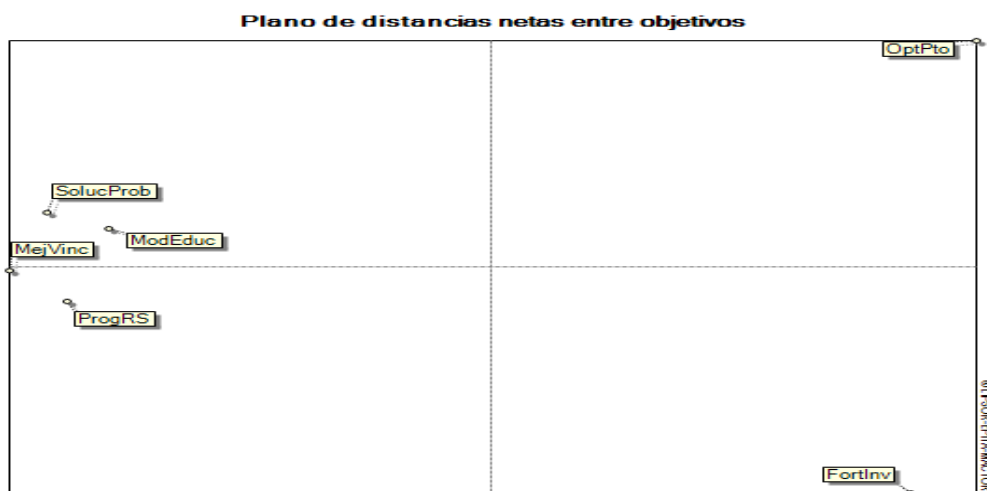 Plano de distancias netas entre objetivos
OptPto
SolucProb
ModEduc
MejVinc
ProgRS
FortInv